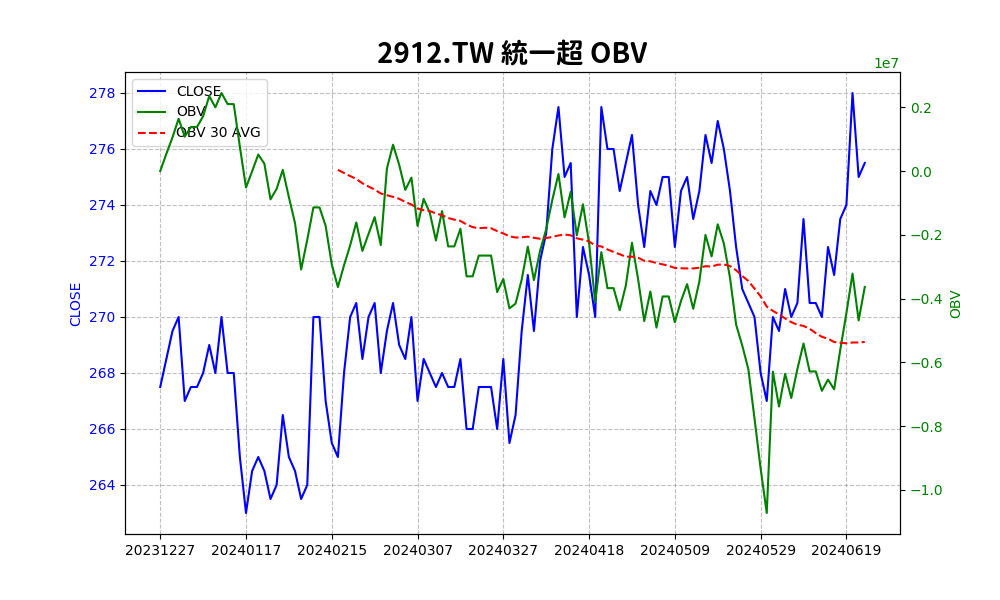 2912.TW 統一超 OBV
1e7
CLOSE
OBV
OBV 30 AVG
278
276
274
272
270
268
266
264
CLOSE
0.2
0.0
−0.2
−0.4
−0.6
−0.8
−1.0
OBV
20231227 20240117 20240215 20240307 20240327 20240418 20240509 20240529 20240619